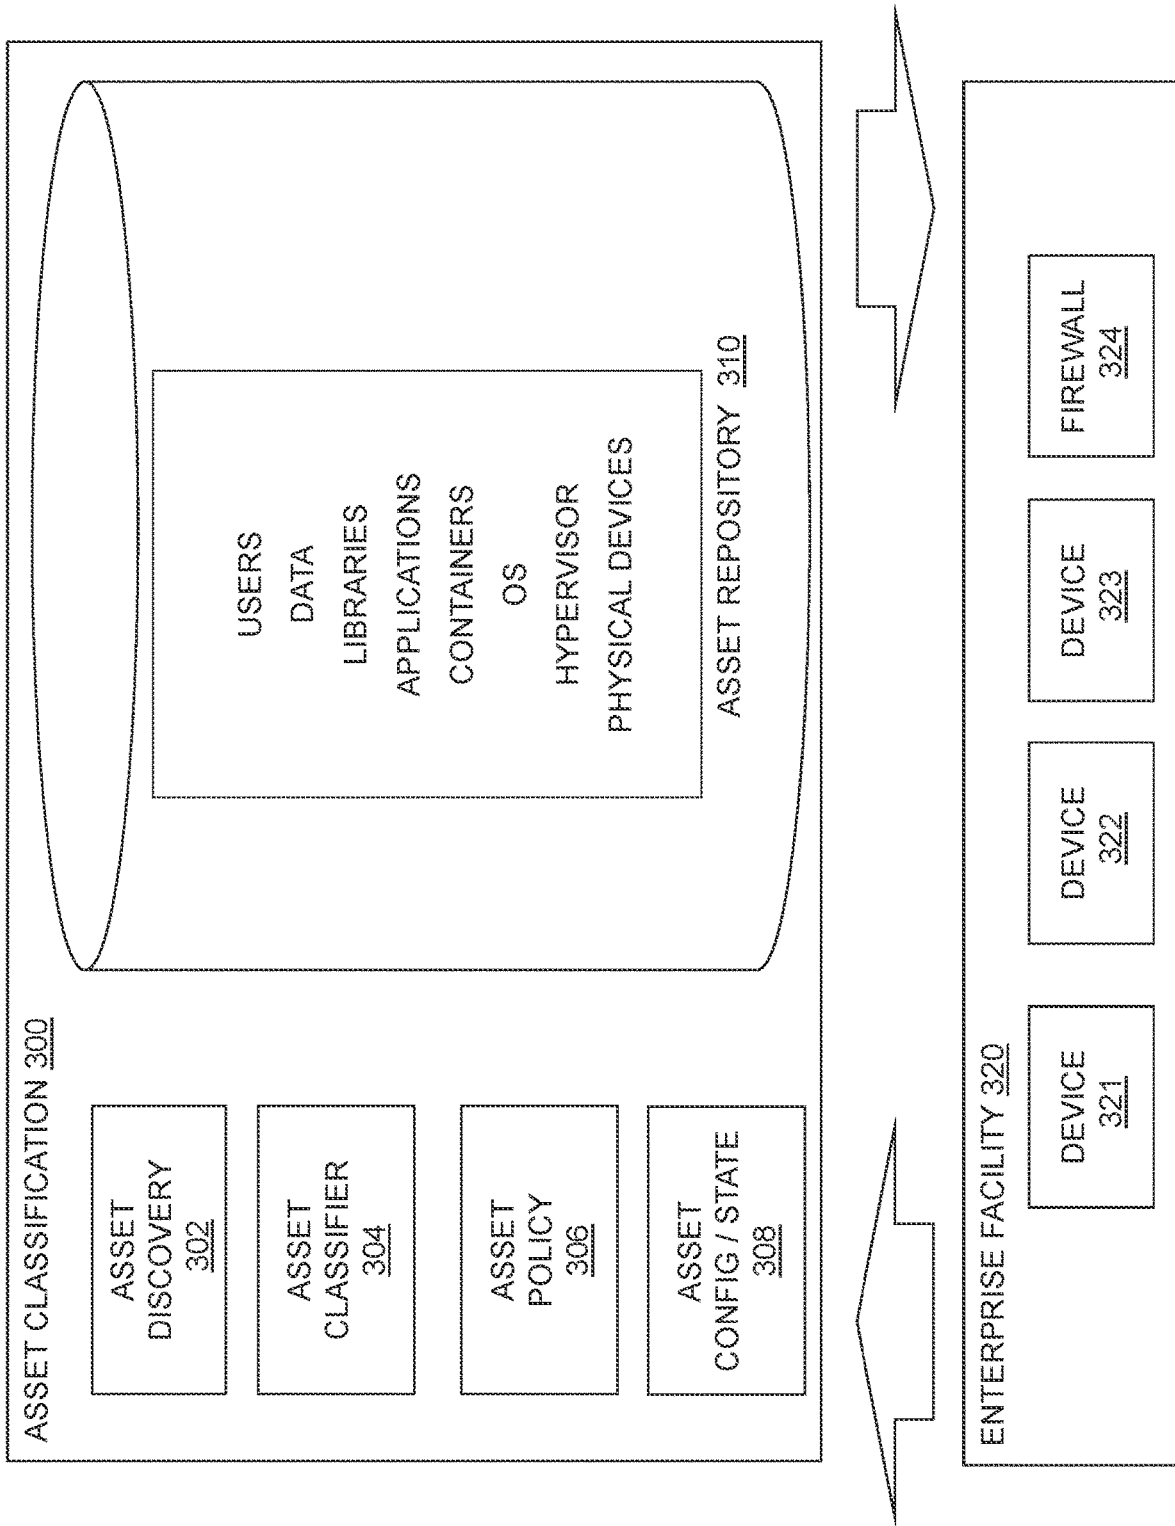 ASSET CLASSIFICATION 300
ASSET
DISCOVERY
302
ASSET
CLASSIFIER
304
ASSET
POLICY
306
ASSET
CONFIG / STATE
308
USERS
DATA
LIBRARIES
APPLICATIONS
CONTAINERS
OS
HYPERVISOR
PHYSICAL DEVICES
ASSET REPOSITORY 310
ENTERPRISE FACILITY 320
DEVICE
321
DEVICE
322
DEVICE
323
FIREWALL
324